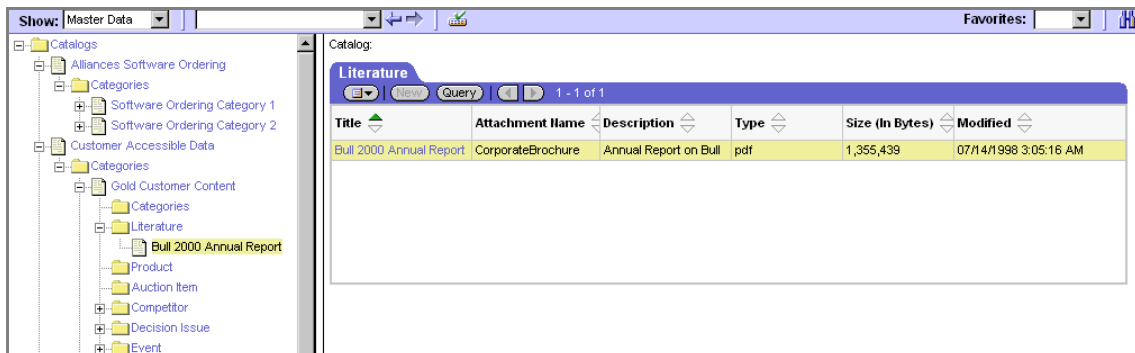 Show: Master Data Favorites:
Catalogs
Alliances Software Ordering
Categories
Software Ordering Category 1
Software Ordering Category 2
Customer Accessible Data
Categories
Gold Customer Content
Categories
Literature
Bull 2000 Annual Report
Product
Auction Item
Competitor
Decision Issue
Event
Catalog:
Literature
New Query 1 - 1 of 1
Title Attachment Name Description Type Size (In Bytes) Modified
Bull 2000 Annual Report CorporateBrochure Annual Report on Bull pdf 1,355,439 07/14/1998 3:05:16 AM